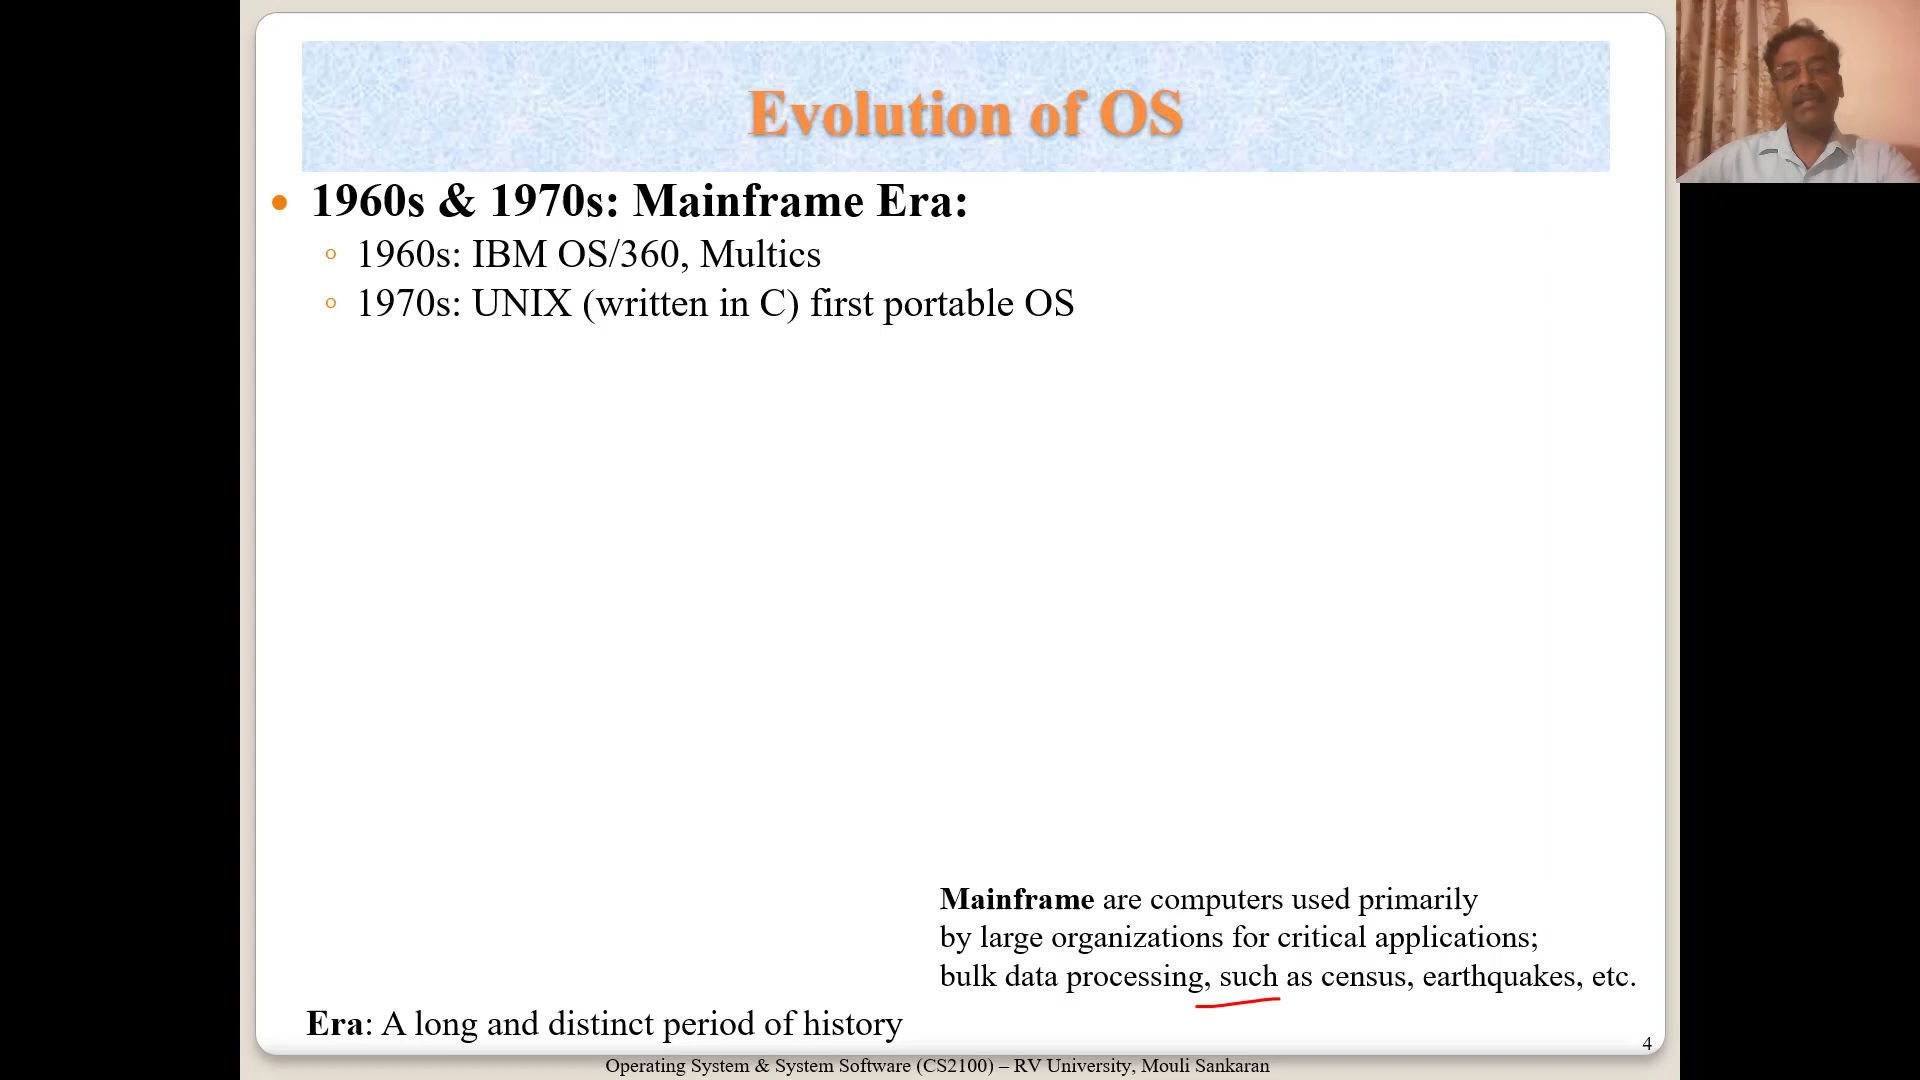 Evolution of OS
• 1960s & 1970s: Mainframe Era:
◦ 1960s: IBM OS/360, Multics
◦ 1970s: UNIX (written in C) first portable OS
Mainframe are computers used primarily
by large organizations for critical applications;
bulk data processing, such as census, earthquakes, etc.
Era: A long and distinct period of history
4
Operating System & System Software (CS2100) – RV University, Mouli Sankaran